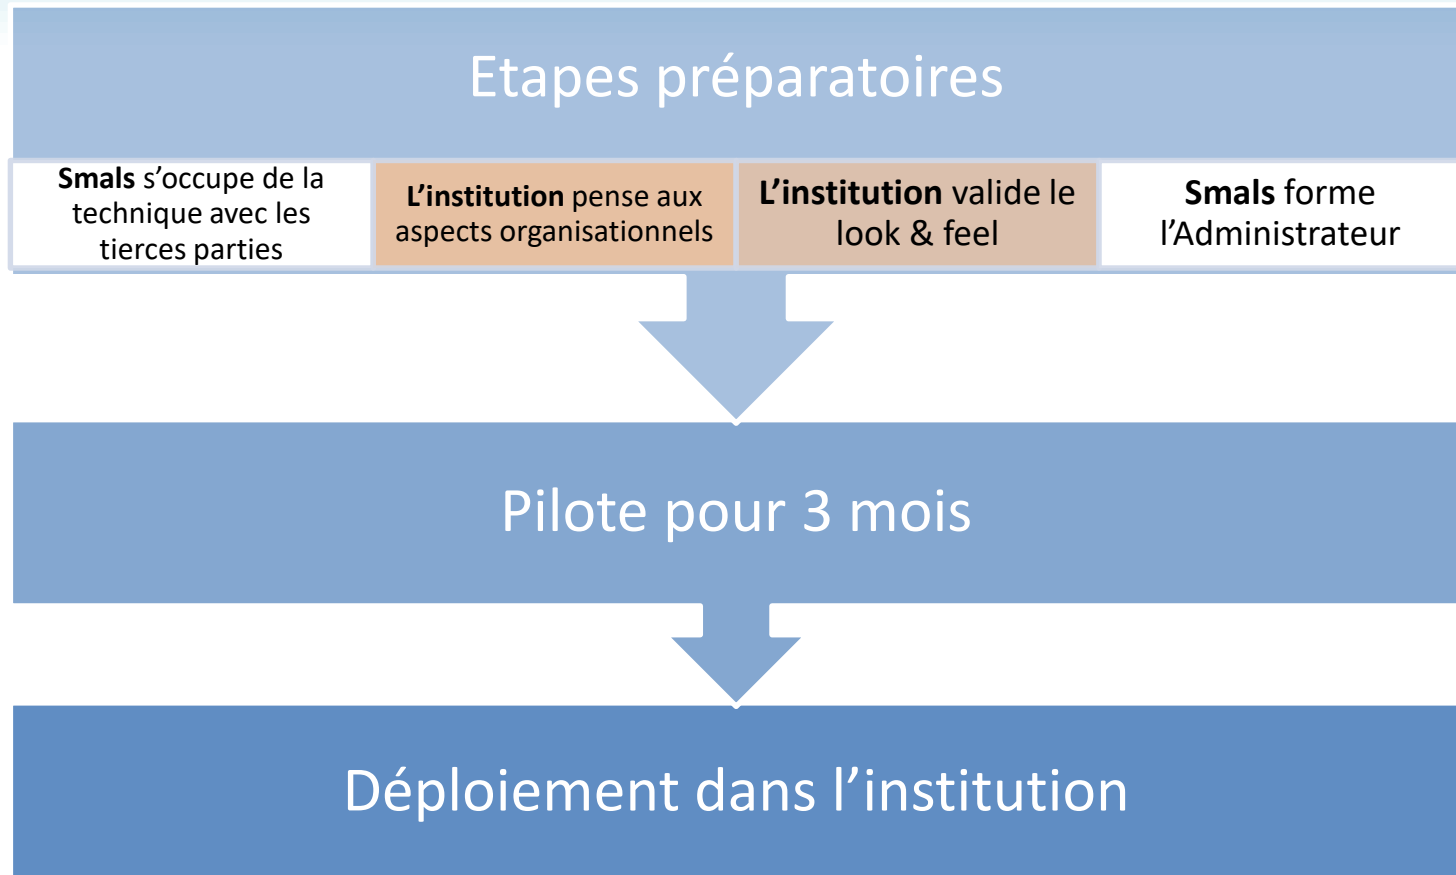 Etapes préparatoires
Smals s’occupe de la
technique avec les
tierces parties
L’institution pense aux
aspects organisationnels
L’institution valide le
look & feel
Smals forme
l’Administrateur
Pilote pour 3 mois
Déploiement dans l’institution